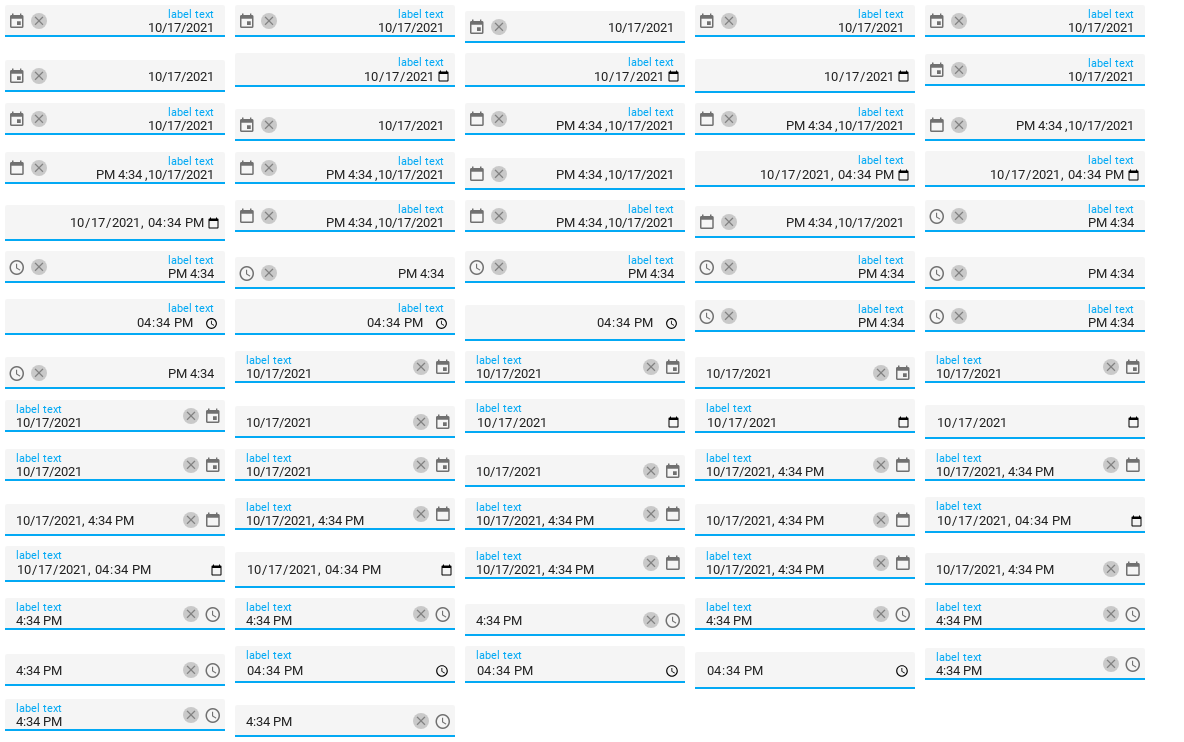 label text
10/17/2021
label text
10/17/2021
10/17/2021
label text
10/17/2021
label text
10/17/2021
10/17/2021
label text
10/17/2021
label text
10/17/2021
10/17/2021
label text
10/17/2021
label text
10/17/2021
10/17/2021
label text
PM 4:34 ,10/17/2021
label text
PM 4:34 ,10/17/2021
PM 4:34 ,10/17/2021
label text
PM 4:34 ,10/17/2021
label text
PM 4:34 ,10/17/2021
PM 4:34 ,10/17/2021
label text
10/17/2021, 04:34 PM
label text
10/17/2021, 04:34 PM
10/17/2021, 04:34 PM
label text
PM 4:34 ,10/17/2021
label text
PM 4:34 ,10/17/2021
PM 4:34 ,10/17/2021
label text
PM 4:34
label text
PM 4:34
PM 4:34
label text
PM 4:34
label text
PM 4:34
PM 4:34
label text
04:34 PM
label text
04:34 PM
04:34 PM
label text
PM 4:34
label text
PM 4:34
PM 4:34
label text
10/17/2021
label text
10/17/2021
10/17/2021
label text
10/17/2021
label text
10/17/2021
10/17/2021
label text
10/17/2021
label text
10/17/2021
10/17/2021
label text
10/17/2021
label text
10/17/2021
10/17/2021
label text
10/17/2021, 4:34 PM
label text
10/17/2021, 4:34 PM
10/17/2021, 4:34 PM
label text
10/17/2021, 4:34 PM
label text
10/17/2021, 4:34 PM
10/17/2021, 4:34 PM
label text
10/17/2021, 04:34 PM
label text
10/17/2021, 04:34 PM
10/17/2021, 04:34 PM
label text
10/17/2021, 4:34 PM
label text
10/17/2021, 4:34 PM
10/17/2021, 4:34 PM
label text
4:34 PM
label text
4:34 PM
4:34 PM
label text
4:34 PM
label text
4:34 PM
4:34 PM
label text
04:34 PM
label text
04:34 PM
04:34 PM
label text
4:34 PM
label text
4:34 PM
4:34 PM